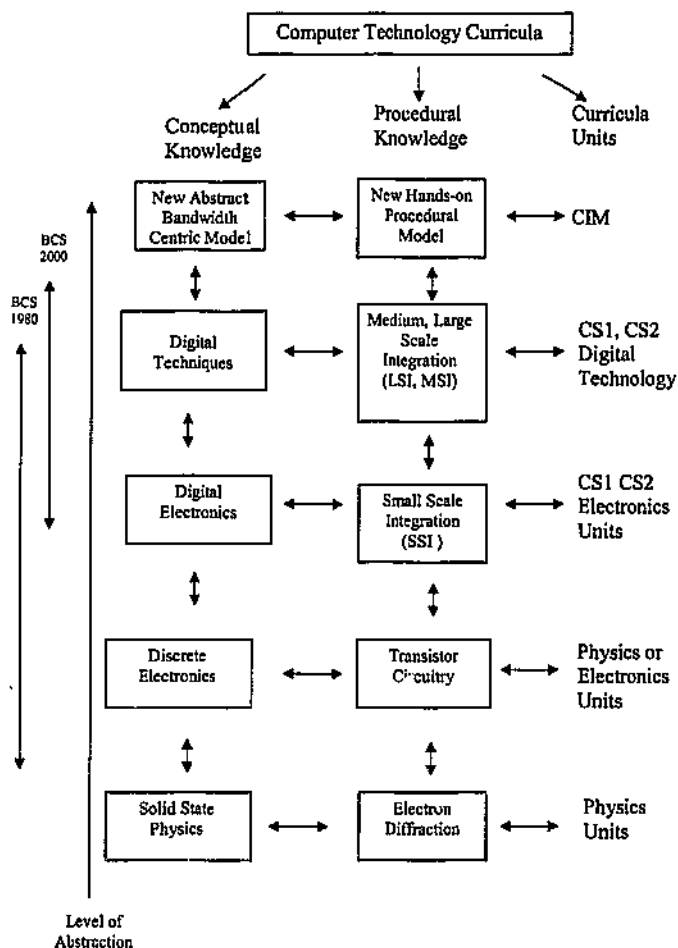 Computer Technology Curricula
Conceptual
Knowledge
Procedural
Knowledge
Curricula
Units
New Abstract
Bandwidth
Centric Model
New Hands-on
Procedural
Model
CIM
BCS
2000
BCS
1980
Digital
Techniques
Medium, Large
Scale
Integration
(LSI, MSI)
CS1, CS2
Digital
Technology
Digital
Electronics
Small Scale
Integration
(SSI )
CS1 CS2
Electronics
Units
Discrete
Electronics
Transistor
Circuitry
Physics or
Electronics
Units
Solid State
Physics
Electron
Diffraction
Physics
Units
Level of
Abstraction